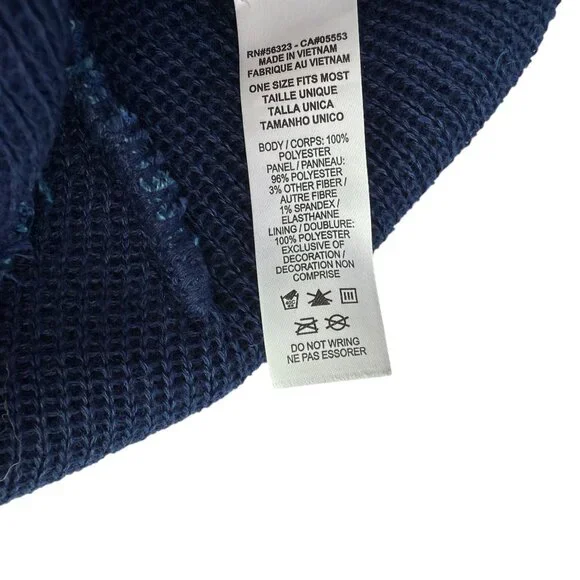 RN#56323 - CA#05553
MADE IN VIETNAM
FABRIQUE AU VIETNAM
ONE SIZE FITS MOST
TAILLE UNIQUE
TALLA UNICA
TAMANHO UNICO
BODY / CORPS: 100%
POLYESTER
PANEL / PANNEAU:
96% POLYESTER
3% OTHER FIBER /
AUTRE FIBRE
1% SPANDEX /
ELASTHANNE
LINING / DOUBLURE:
100% POLYESTER
EXCLUSIVE OF
DECORATION /
DECORATION NON
COMPRISE
DO NOT WRING
NE PAS ESSORER